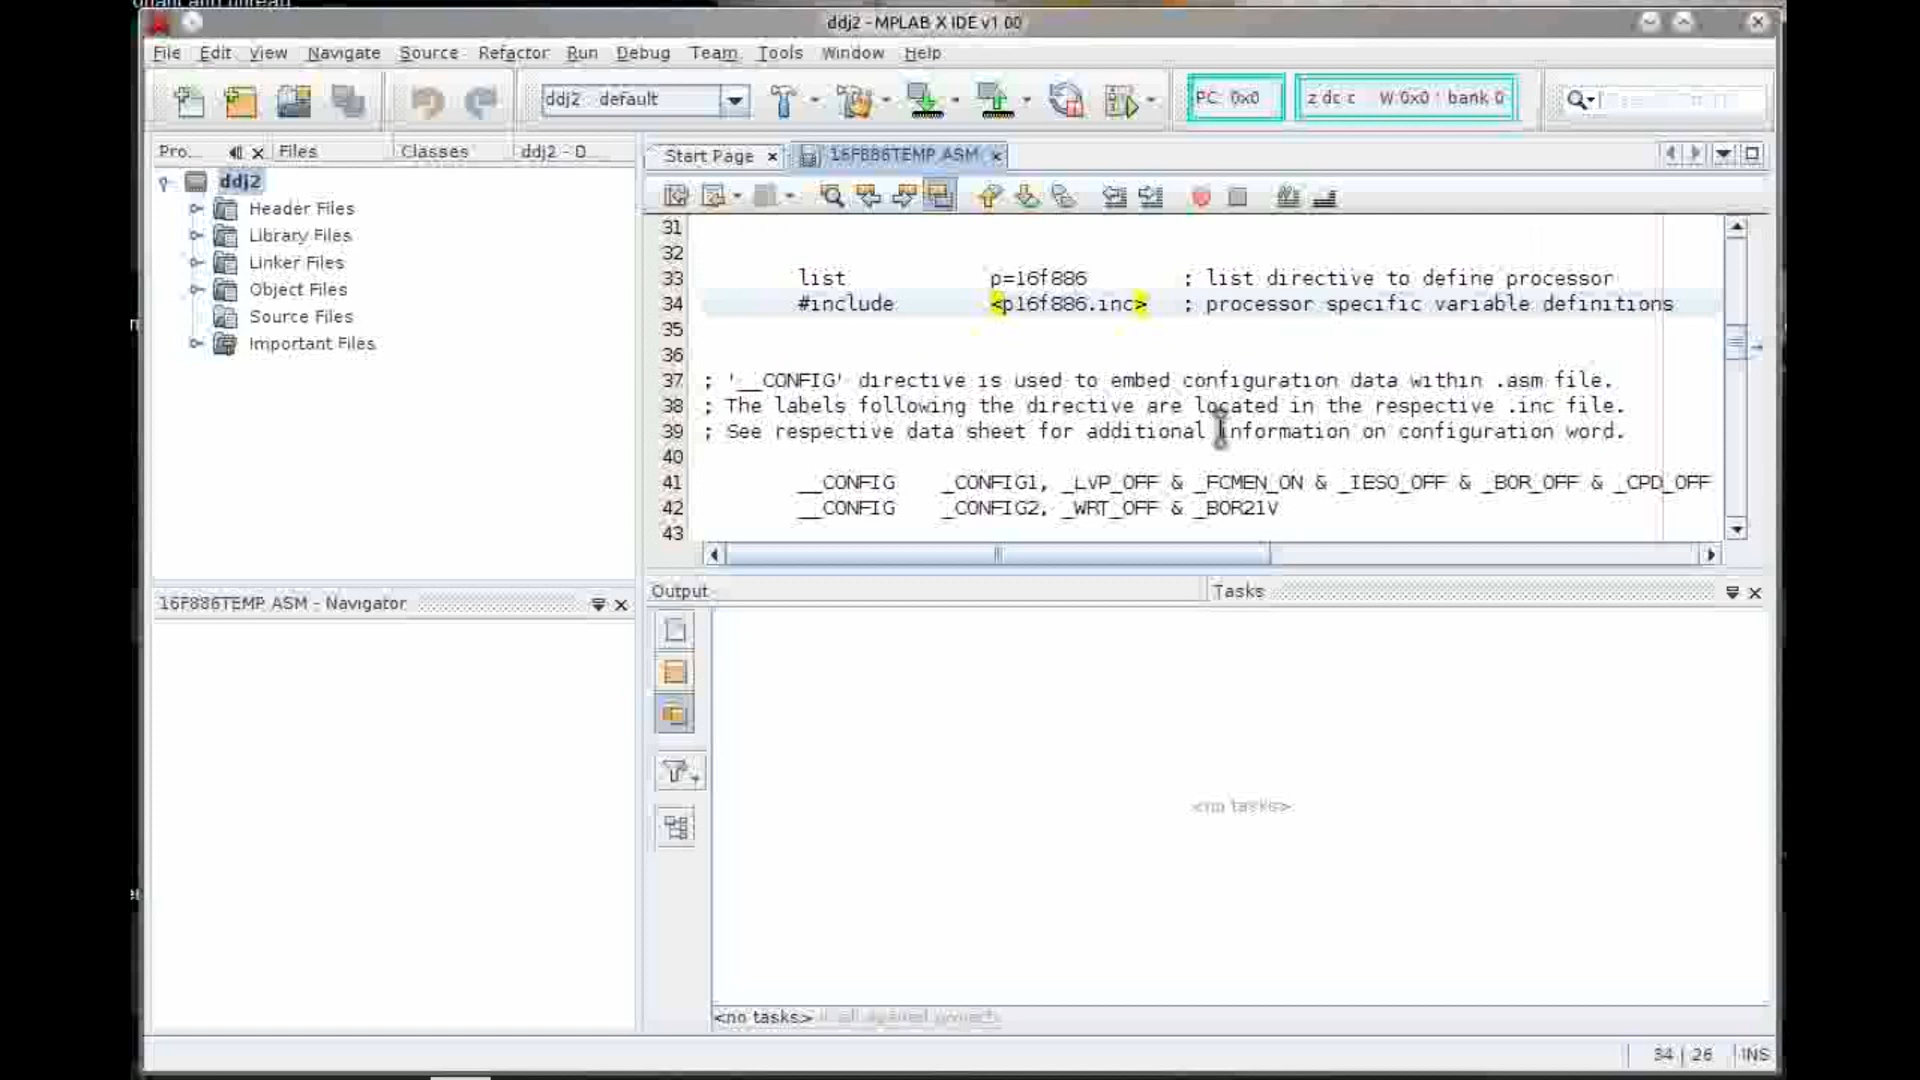 ddj2 - MPLAB X IDE v1.00
File Edit View Navigate Source Refactor Run Debug Team Tools Window Help
ddj2 default
PC: 0x0
z dc c W:0x0 : bank 0
Pro... Files Classes ddj2 - D...
Start Page
16F886TEMP.ASM
ddj2
Header Files
Library Files
Linker Files
Object Files
Source Files
Important Files
31
32
33 list p=16f886 ; list directive to define processor
34 #include <p16f886.inc> ; processor specific variable definitions
35
36
37 ; '__CONFIG' directive is used to embed configuration data within .asm file.
38 ; The labels following the directive are located in the respective .inc file.
39 ; See respective data sheet for additional information on configuration word.
40
41 __CONFIG _CONFIG1, _LVP_OFF & _FCMEN_ON & _IESO_OFF & _BOR_OFF & _CPD_OFF
42 __CONFIG _CONFIG2, _WRT_OFF & _BOR21V
43
16F886TEMP.ASM - Navigator
Output
Tasks
<no tasks>
<no tasks>
34 | 26 INS